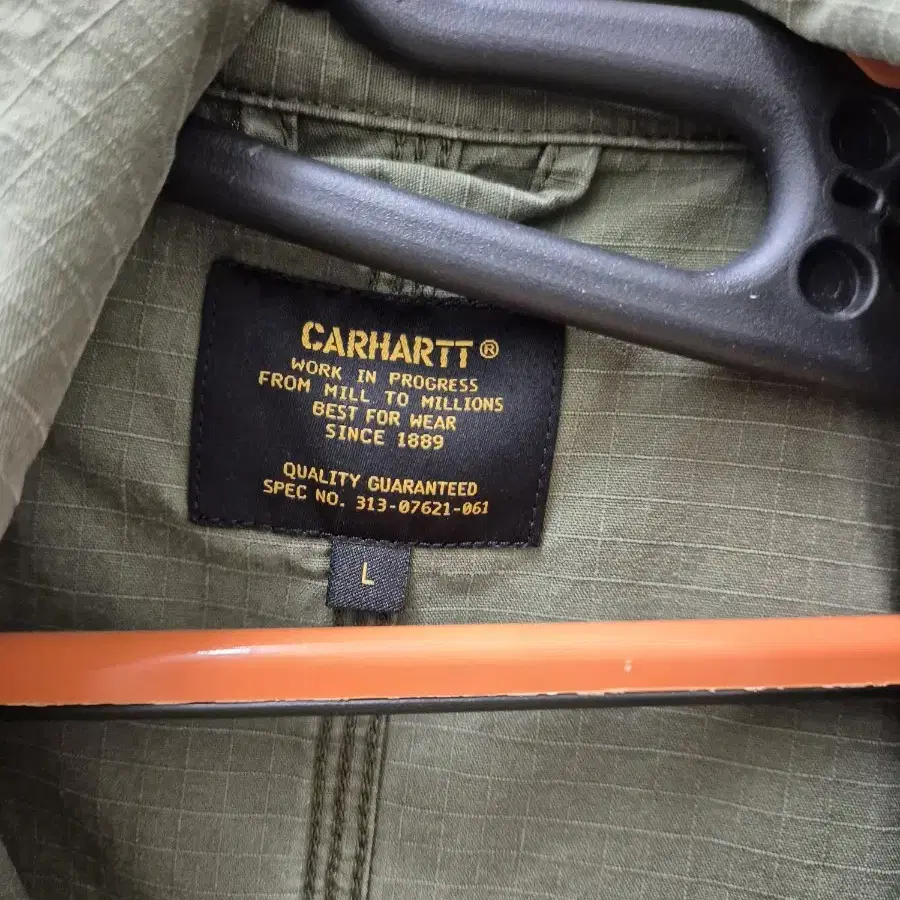 CARHARTT®
WORK IN PROGRESS
FROM MILL TO MILLIONS
BEST FOR WEAR
SINCE 1889
QUALITY GUARANTEED
SPEC NO. 313-07621-061
L